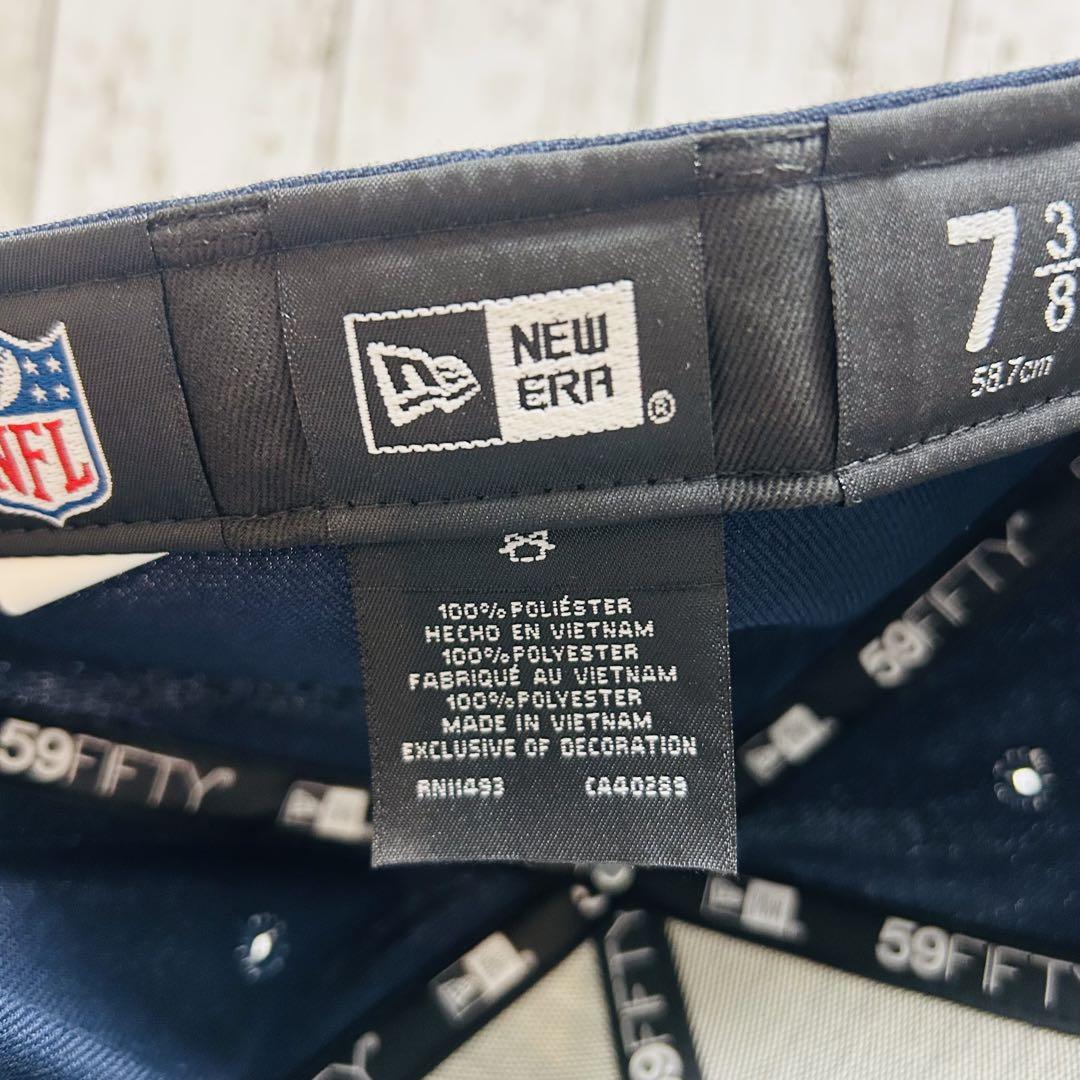 NFL
NEW
ERA
®
7 3/8
58.7cm
100% POLIÉSTER
HECHO EN VIETNAM
100% POLYESTER
FABRIQUÉ AU VIETNAM
100% POLYESTER
MADE IN VIETNAM
EXCLUSIVE OF DECORATION
RN11493 CA40289
59FIFTY
59FIFTY
59FIFTY